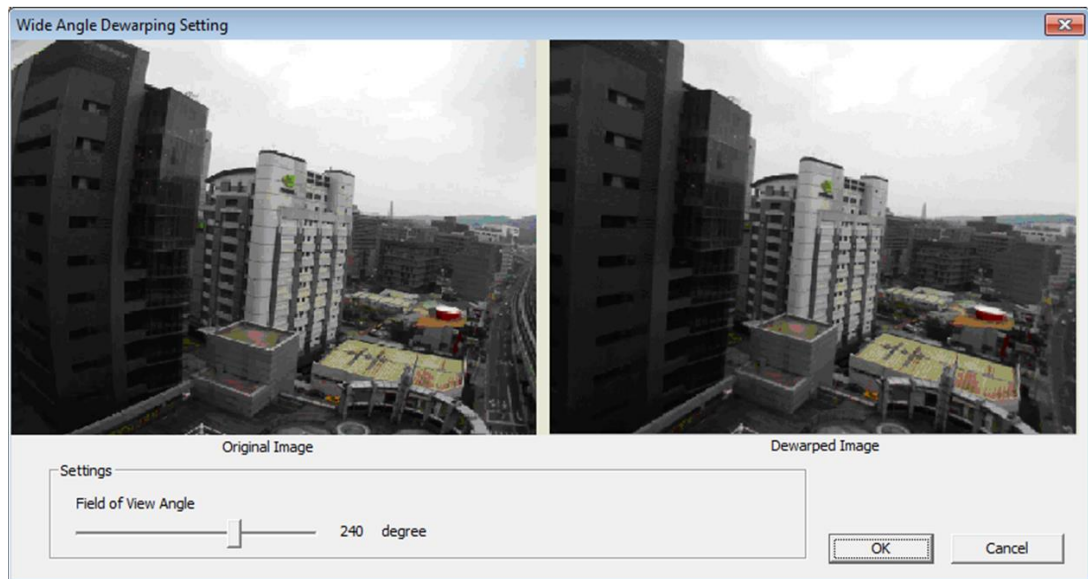 Wide Angle Dewarping Setting
Original Image
Dewarped Image
Settings
Field of View Angle
240 degree
OK
Cancel